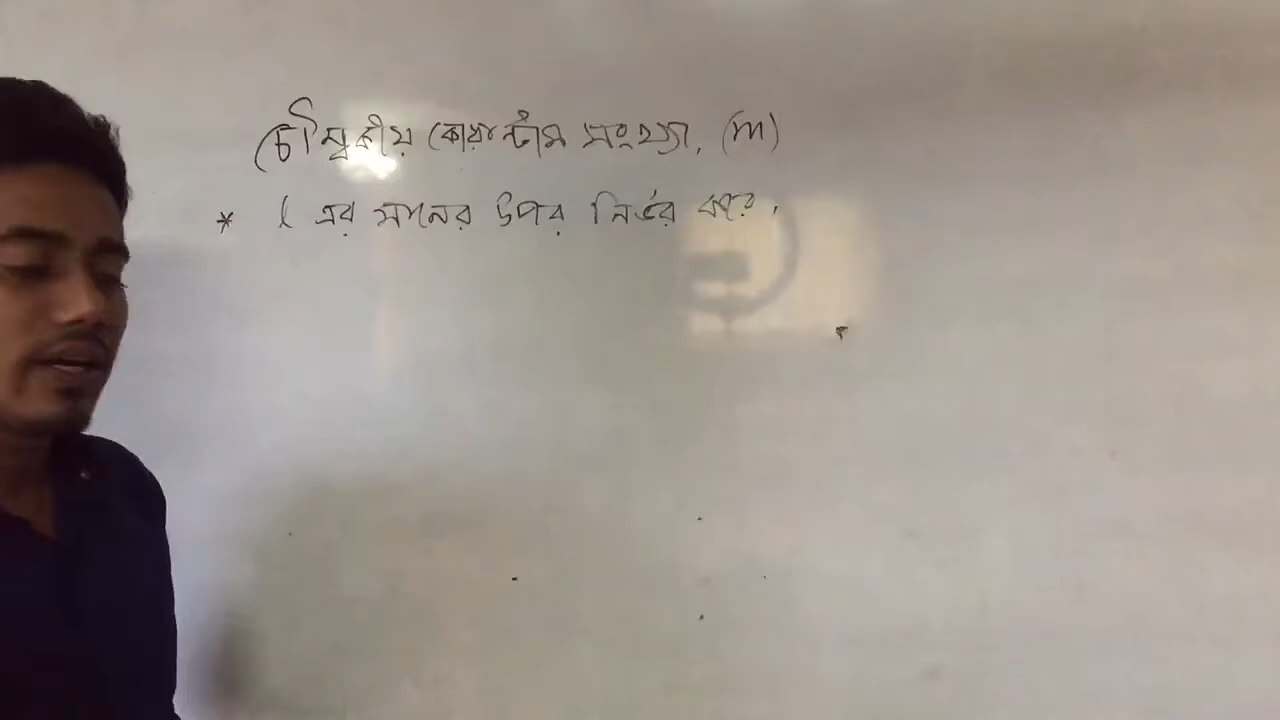 চৌম্বকীয় কোয়ান্টাম সংখ্যা, (m)
* l এর মানের উপর নির্ভর করে,